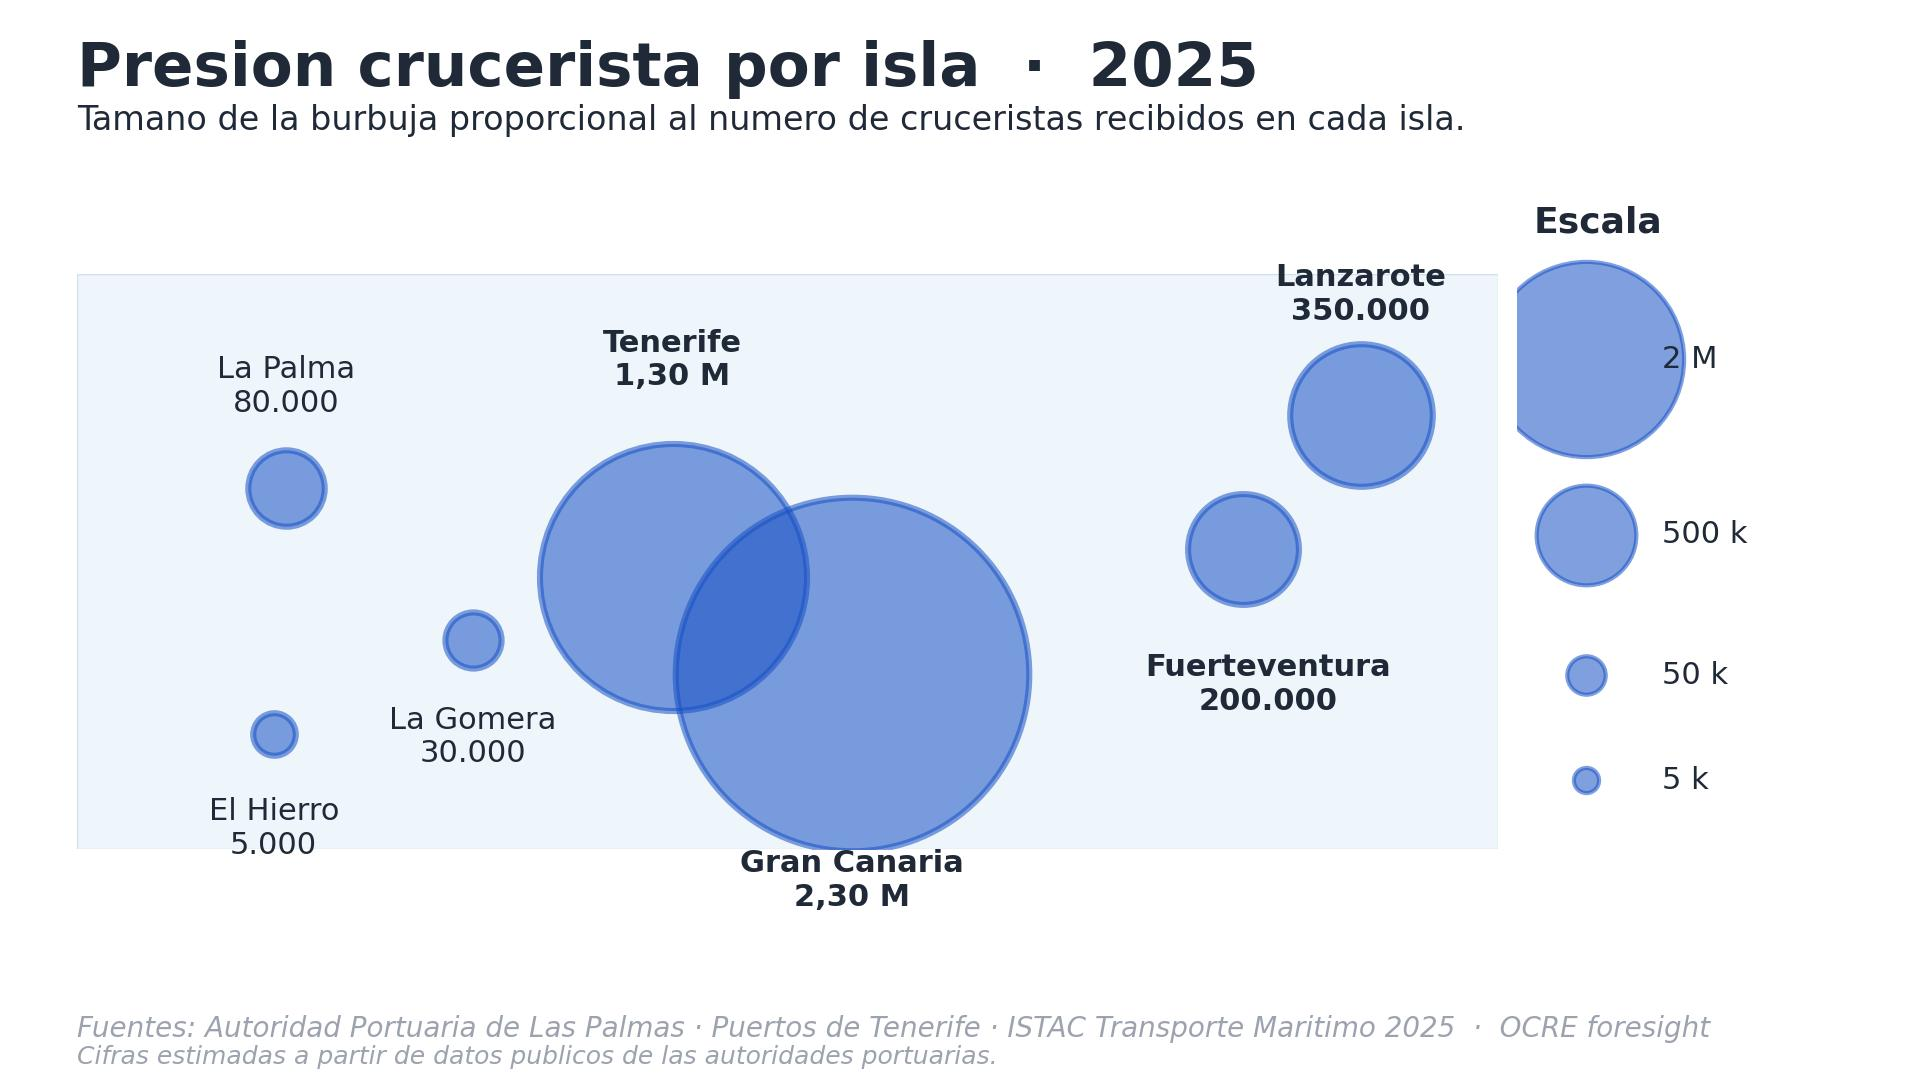 Presion crucerista por isla · 2025
Tamano de la burbuja proporcional al numero de cruceristas recibidos en cada isla.
Escala
Lanzarote
350.000
Tenerife
1,30 M
La Palma
80.000
2 M
500 k
Fuerteventura
200.000
50 k
La Gomera
30.000
5 k
El Hierro
5.000
Gran Canaria
2,30 M
Fuentes: Autoridad Portuaria de Las Palmas · Puertos de Tenerife · ISTAC Transporte Maritimo 2025 · OCRE foresight
Cifras estimadas a partir de datos publicos de las autoridades portuarias.